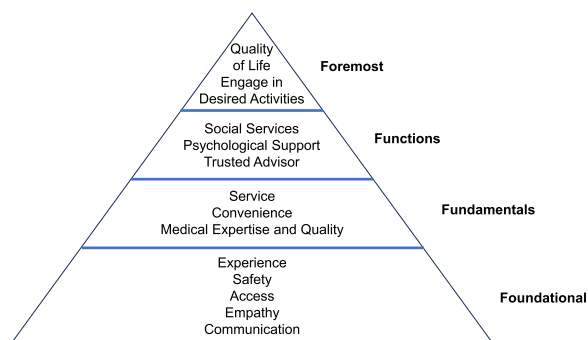 Quality
of Life
Engage in
Desired Activities
Foremost
Social Services
Psychological Support
Trusted Advisor
Functions
Service
Convenience
Medical Expertise and Quality
Fundamentals
Experience
Safety
Access
Empathy
Communication
Foundational